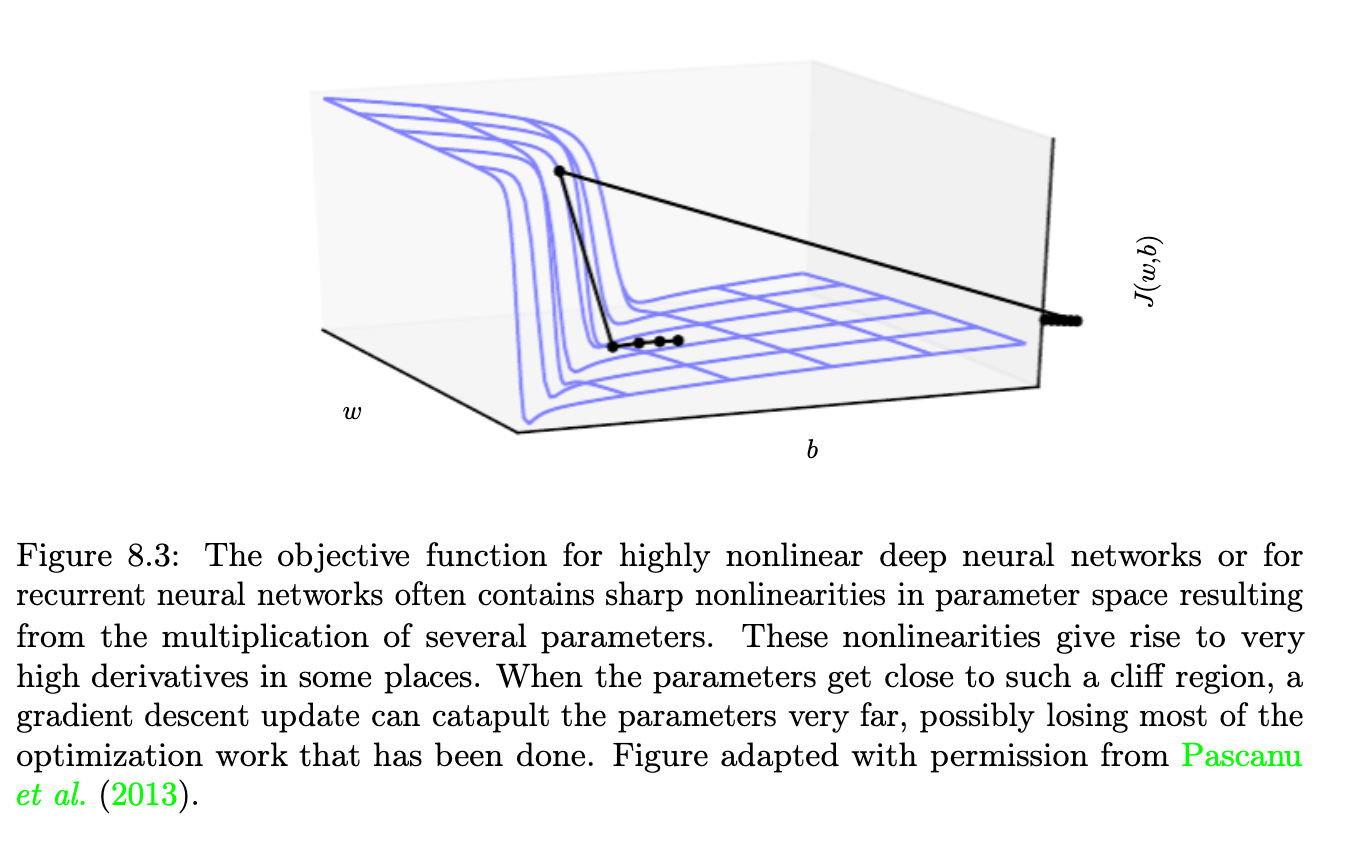 J(w,b)
w
b
Figure 8.3: The objective function for highly nonlinear deep neural networks or for
recurrent neural networks often contains sharp nonlinearities in parameter space resulting
from the multiplication of several parameters. These nonlinearities give rise to very
high derivatives in some places. When the parameters get close to such a cliff region, a
gradient descent update can catapult the parameters very far, possibly losing most of the
optimization work that has been done. Figure adapted with permission from Pascanu
et al. (2013).